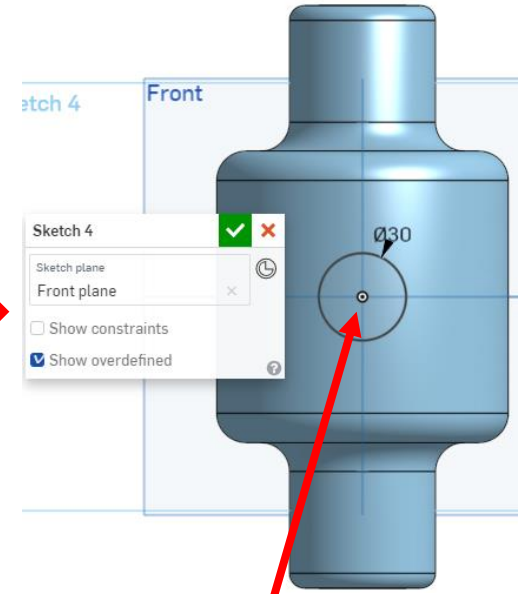 etch 4
Front
Sketch 4
Sketch plane
Front plane
Show constraints
Show overdefined
Ø30